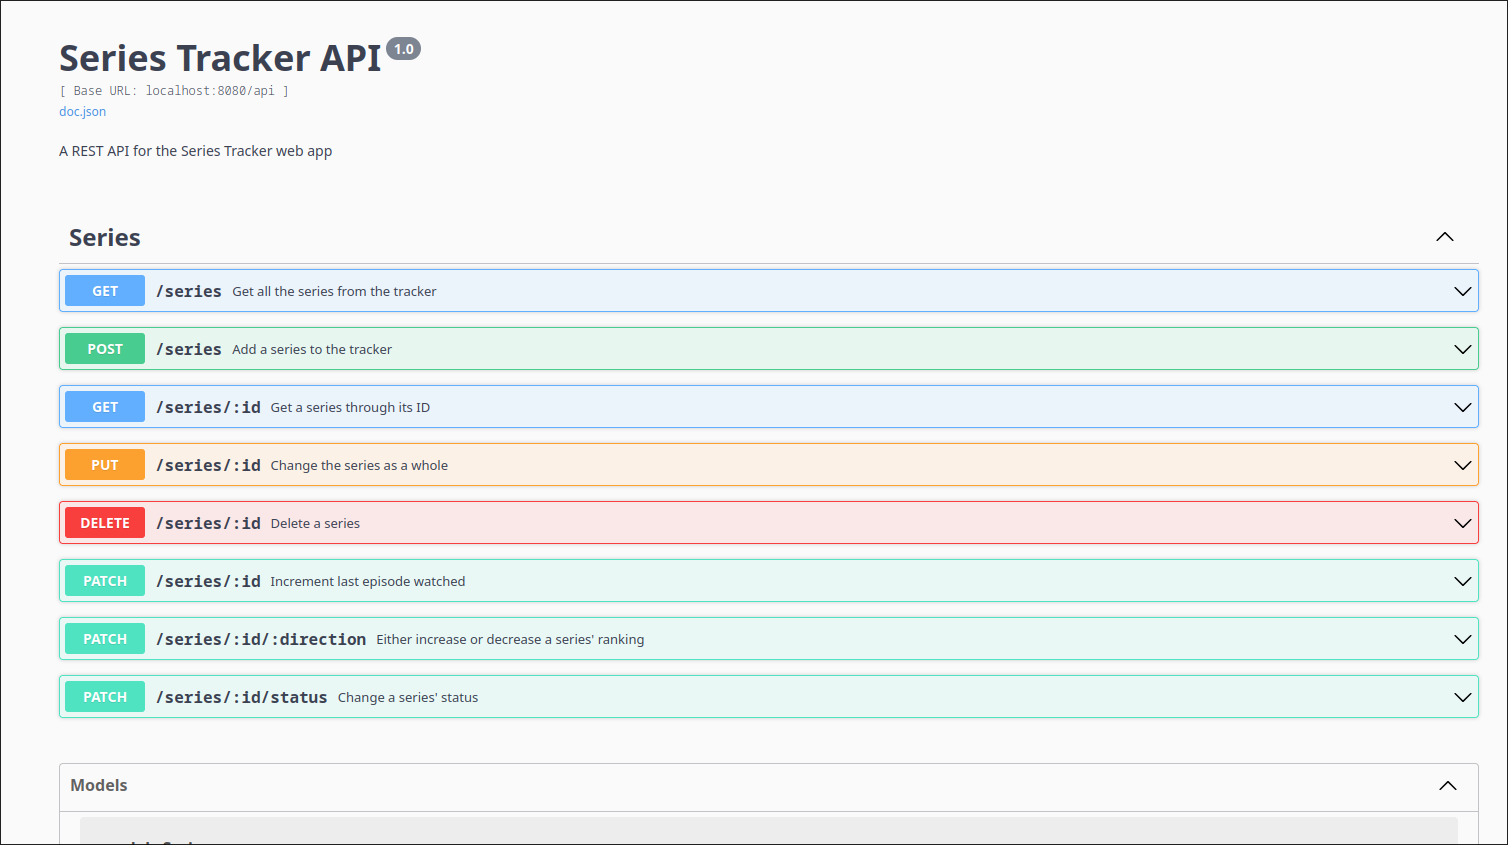 Series Tracker API 1.0
[ Base URL: localhost:8080/api ]
doc.json
A REST API for the Series Tracker web app
Series
GET /series Get all the series from the tracker
POST /series Add a series to the tracker
GET /series/:id Get a series through its ID
PUT /series/:id Change the series as a whole
DELETE /series/:id Delete a series
PATCH /series/:id Increment last episode watched
PATCH /series/:id/:direction Either increase or decrease a series' ranking
PATCH /series/:id/status Change a series' status
Models